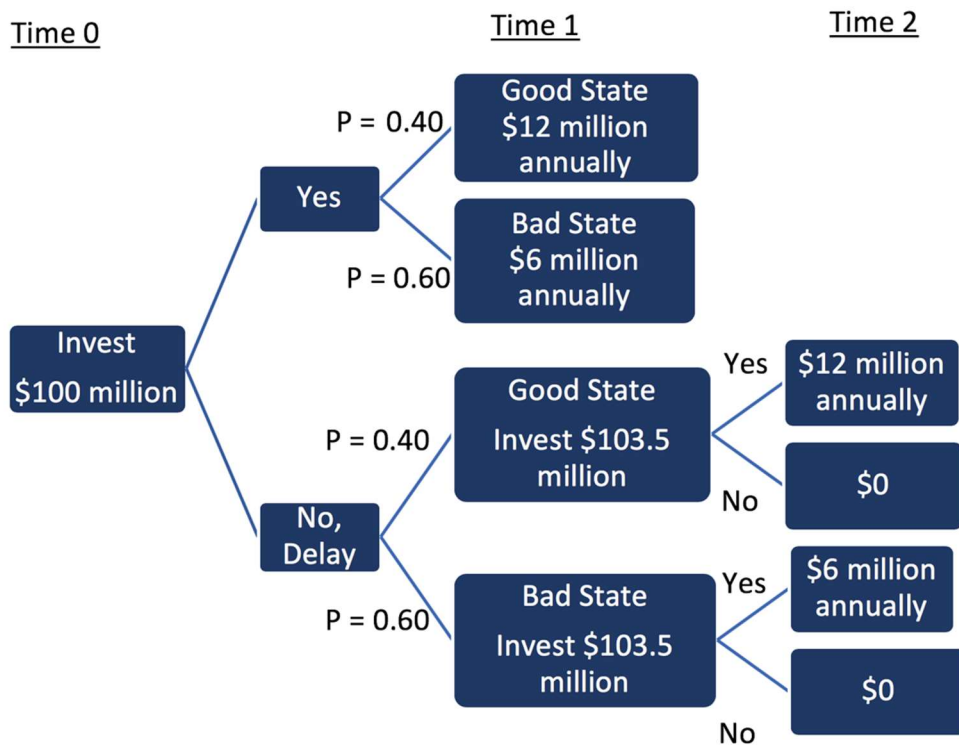 Time 0
Time 1
Time 2
P = 0.40
Good State
$12 million
annually
Yes
Bad State
$6 million
annually
P = 0.60
Invest
$100 million
No,
Delay
P = 0.40
Good State
Invest $103.5
million
Yes
$12 million
annually
No
$0
P = 0.60
Bad State
Invest $103.5
million
Yes
$6 million
annually
No
$0